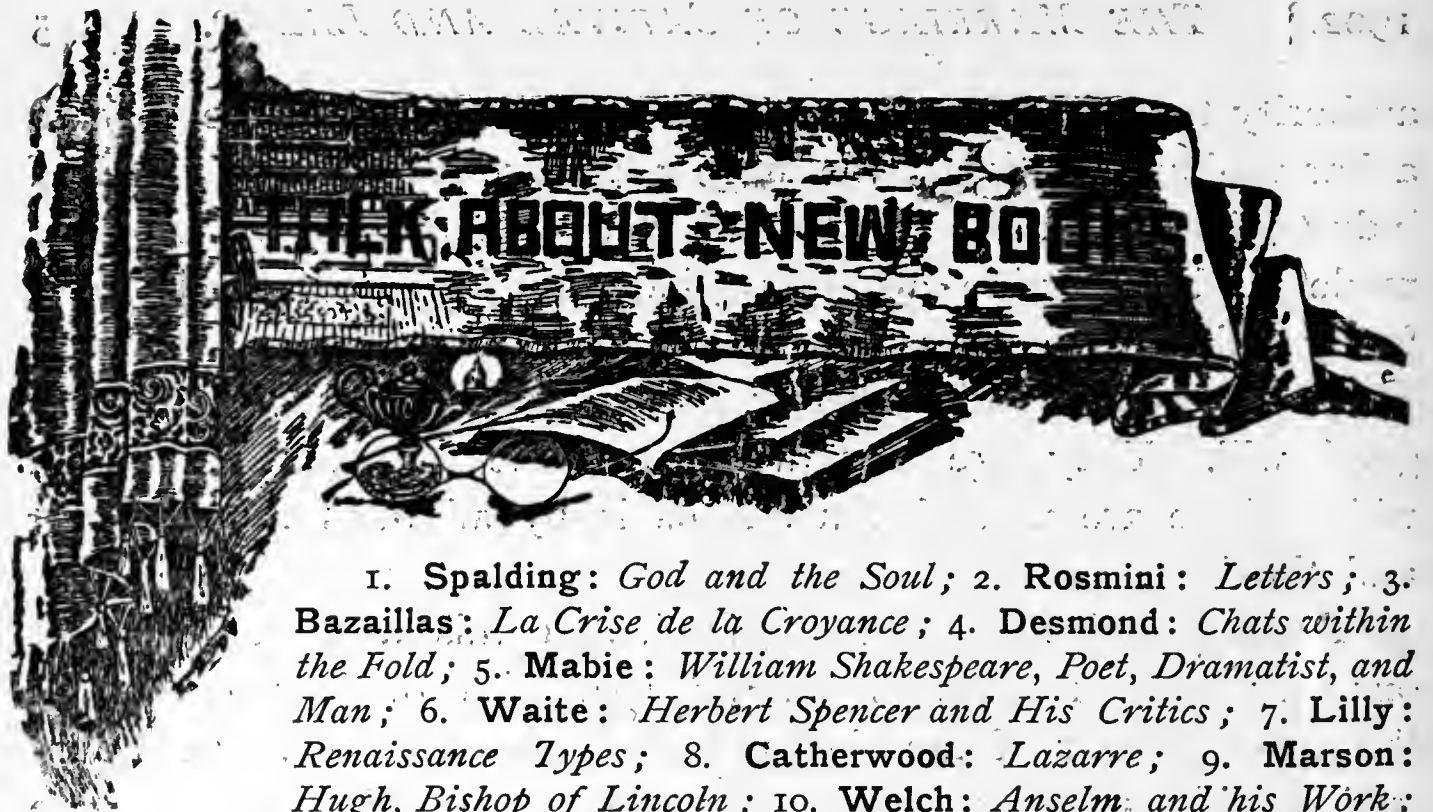 TALK ABOUT NEW BOOKS
1. Spalding: God and the Soul; 2. Rosmini: Letters; 3.
Bazaillas: La Crise de la Croyance; 4. Desmond: Chats within
the Fold; 5. Mabie: William Shakespeare, Poet, Dramatist, and
Man; 6. Waite: Herbert Spencer and His Critics; 7. Lilly:
Renaissance Types; 8. Catherwood: Lazarre; 9. Marson:
Hugh, Bishop of Lincoln; 10. Welch: Anselm and his Work;